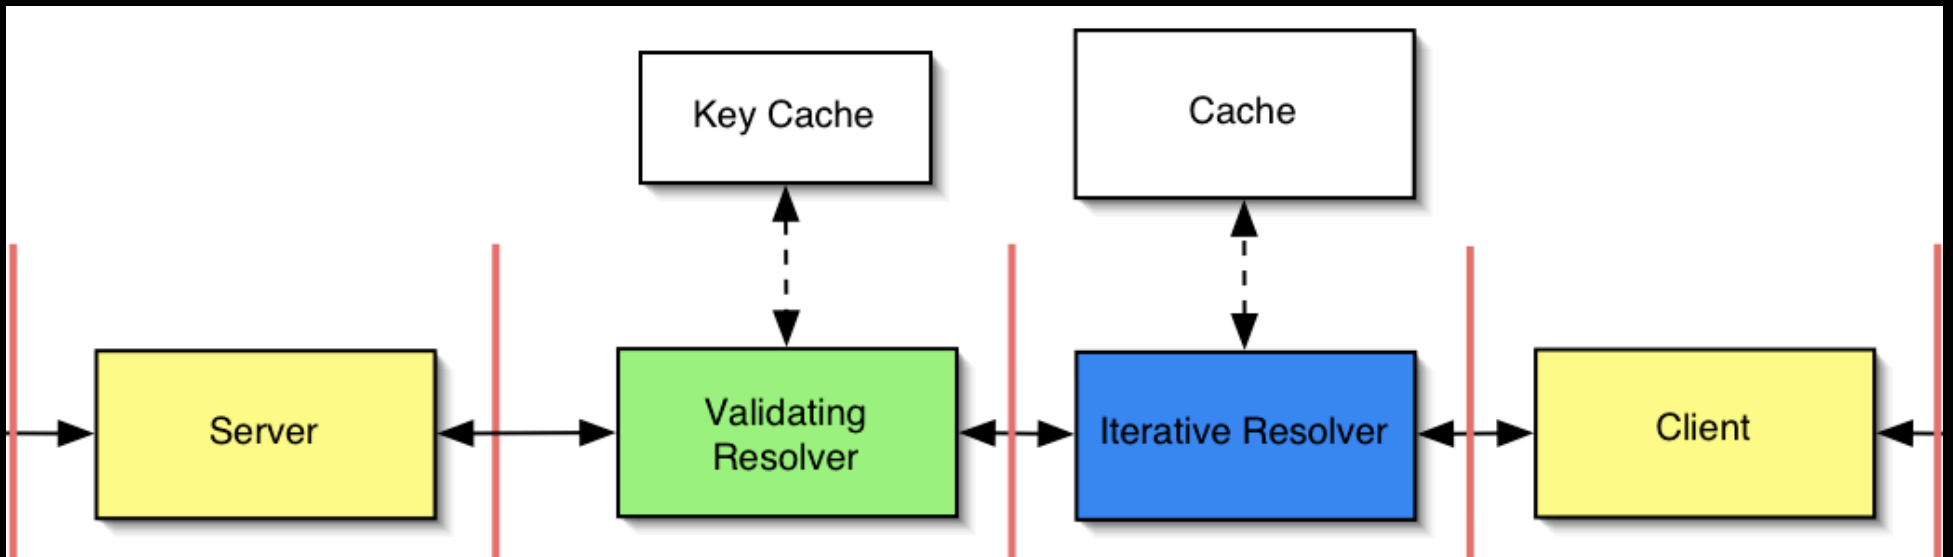 Key Cache
Cache
Server
Validating
Resolver
Iterative Resolver
Client